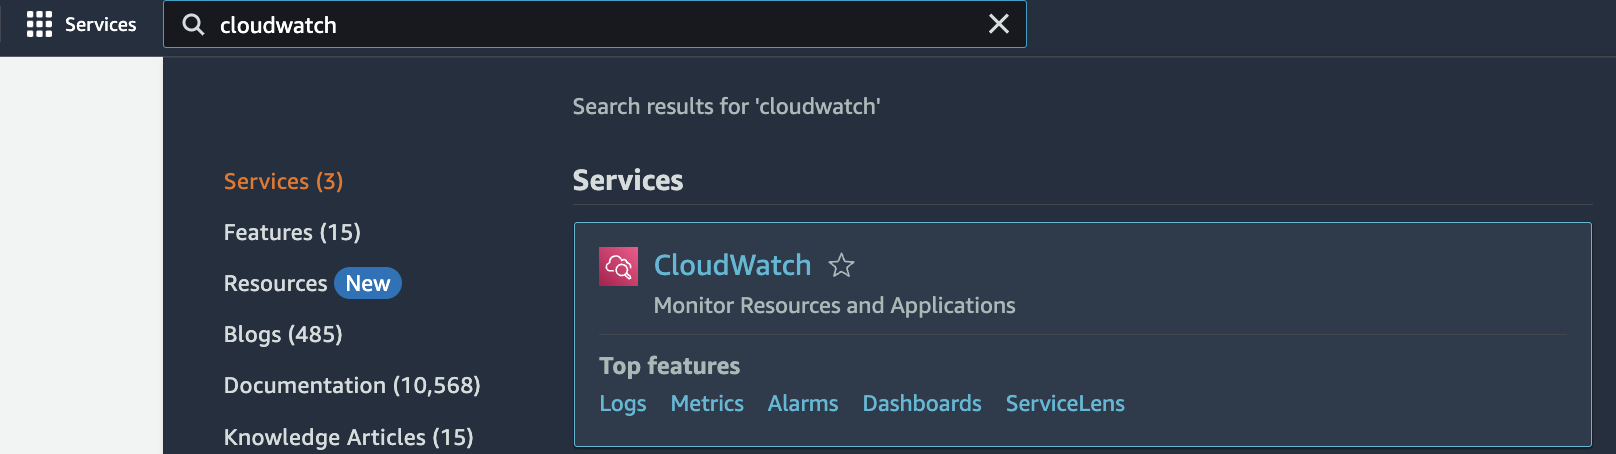 Services
cloudwatch
Search results for 'cloudwatch'
Services (3)
Features (15)
Resources New
Blogs (485)
Documentation (10,568)
Knowledge Articles (15)
Services
CloudWatch
Monitor Resources and Applications
Top features
Logs Metrics Alarms Dashboards ServiceLens